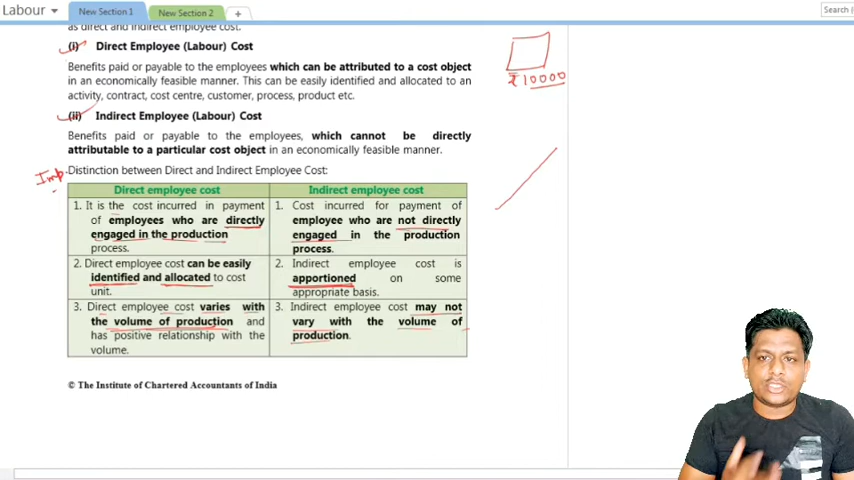 Labour
New Section 1
New Section 2
+
Search (
as direct and indirect employee cost.
(i) Direct Employee (Labour) Cost
Benefits paid or payable to the employees which can be attributed to a cost object
in an economically feasible manner. This can be easily identified and allocated to an
activity, contract, cost centre, customer, process, product etc.
(ii) Indirect Employee (Labour) Cost
Benefits paid or payable to the employees, which cannot be directly
attributable to a particular cost object in an economically feasible manner.
Imp.
Distinction between Direct and Indirect Employee Cost:
Direct employee cost
1. It is the cost incurred in payment
of employees who are directly
engaged in the production
process.
2. Direct employee cost can be easily
identified and allocated to cost
unit.
3. Direct employee cost varies with
the volume of production and
has positive relationship with the
volume.
Indirect employee cost
1. Cost incurred for payment of
employee who are not directly
engaged in the production
process.
2. Indirect employee cost is
apportioned on some
appropriate basis.
3. Indirect employee cost may not
vary with the volume of
production.
© The Institute of Chartered Accountants of India
₹10000